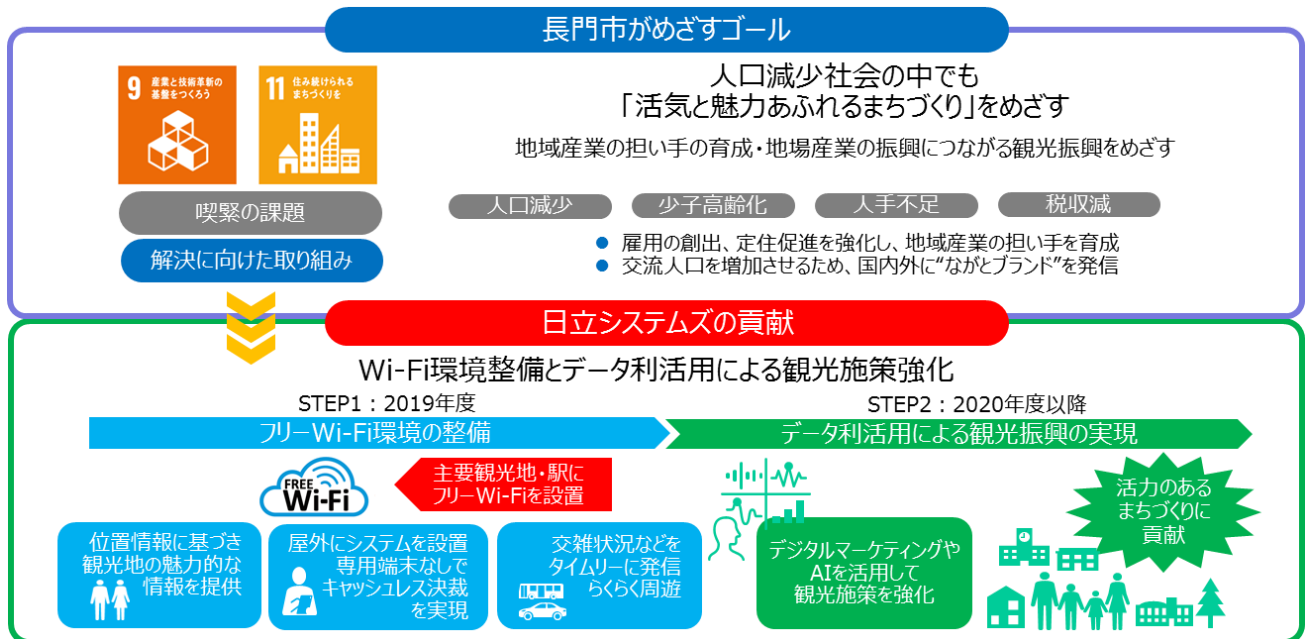 長門市がめざすゴール
9 産業と技術革新の
基盤をつくろう
11 住み続けられる
まちづくりを
人口減少社会の中でも
「活気と魅力あふれるまちづくり」をめざす
地域産業の担い手の育成・地場産業の振興につながる観光振興をめざす
喫緊の課題
人口減少
少子高齢化
人手不足
税収減
解決に向けた取り組み
● 雇用の創出、定住促進を強化し、地域産業の担い手を育成
● 交流人口を増加させるため、国内外に“ながとブランド”を発信
日立システムズの貢献
Wi-Fi環境整備とデータ利活用による観光施策強化
STEP1：2019年度
STEP2：2020年度以降
フリーWi-Fi環境の整備
データ利活用による観光振興の実現
FREE
Wi-Fi
主要観光地・駅に
フリーWi-Fiを設置
活力のある
まちづくりに
貢献
位置情報に基づき
観光地の魅力的な
情報を提供
屋外にシステムを設置
専用端末なしで
キャッシュレス決裁
を実現
交雑状況などを
タイムリーに発信
らくらく周遊
デジタルマーケティングや
AIを活用して
観光施策を強化